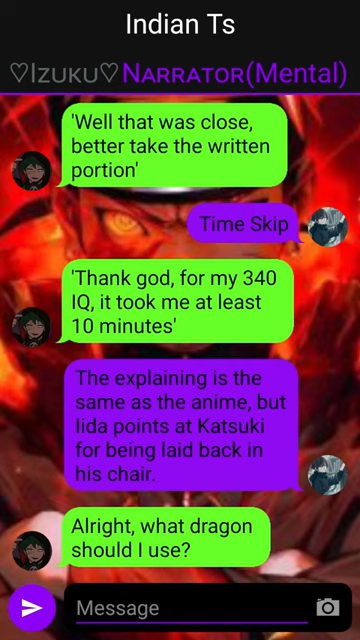 Indian Ts
♡Izuku♡ Narrator(Mental)
'Well that was close,
better take the written
portion'
Time Skip
'Thank god, for my 340
IQ, it took me at least
10 minutes'
The explaining is the
same as the anime, but
Iida points at Katsuki
for being laid back in
his chair.
Alright, what dragon
should I use?
Message